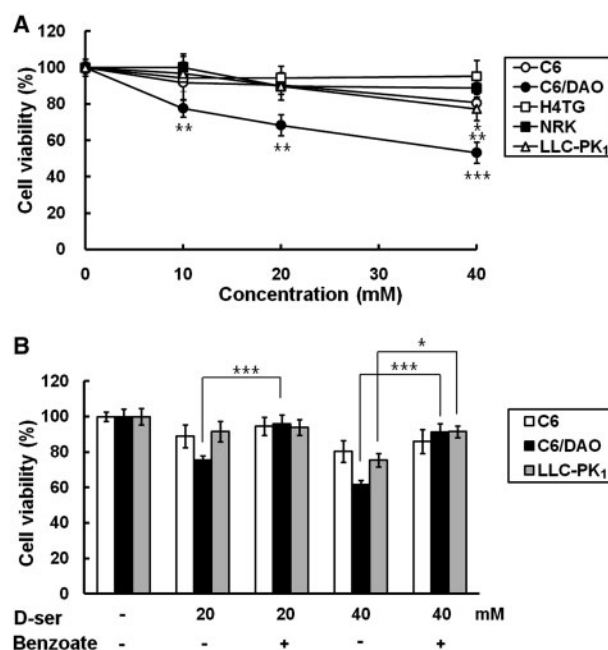 A
Cell viability (%)
120
100
80
60
40
20
0
**
**
*
**
***
0 10 20 30 40
Concentration (mM)
C6
C6/DAO
H4TG
NRK
LLC-PK1
B
Cell viability (%)
120
100
80
60
40
20
0
***
***
*
C6
C6/DAO
LLC-PK1
D-ser - 20 20 40 40 mM
Benzoate - - + - +